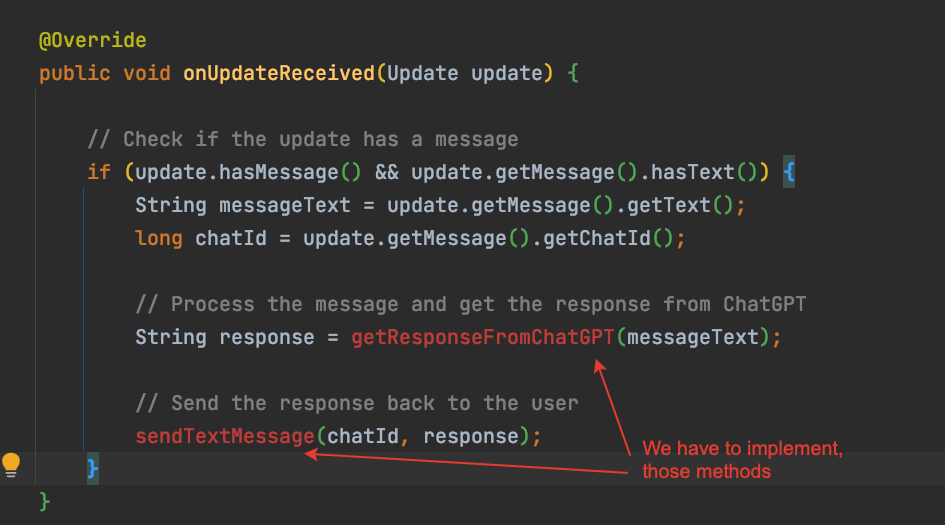 @Override
public void onUpdateReceived(Update update) {
// Check if the update has a message
if (update.hasMessage() && update.getMessage().hasText()) {
String messageText = update.getMessage().getText();
long chatId = update.getMessage().getChatId();
// Process the message and get the response from ChatGPT
String response = getResponseFromChatGPT(messageText);
// Send the response back to the user
sendTextMessage(chatId, response);
We have to implement,
those methods
}
}